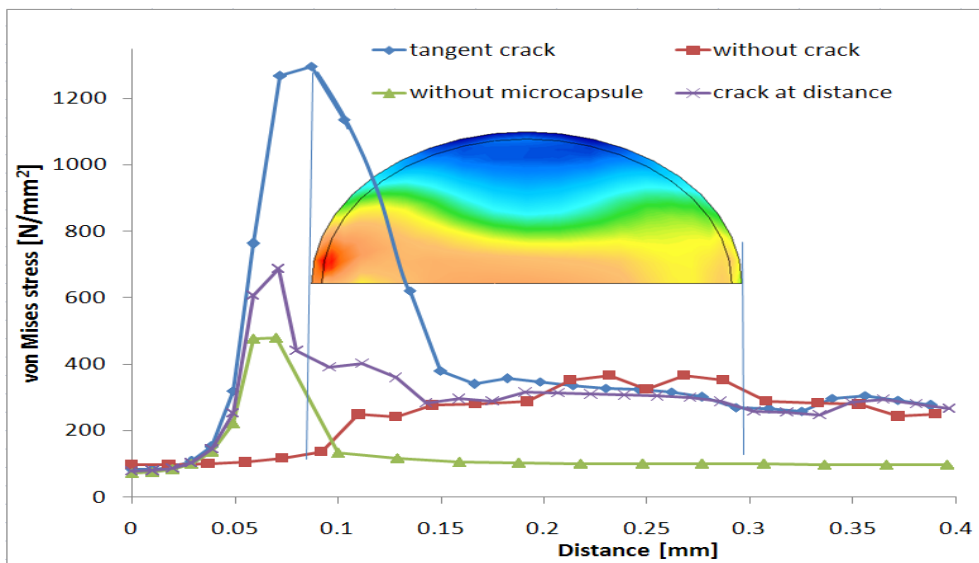 tangent crack
without crack
without microcapsule
crack at distance
von Mises stress [N/mm²]
1200
1000
800
600
400
200
0
0 0.05 0.1 0.15 0.2 0.25 0.3 0.35 0.4
Distance [mm]